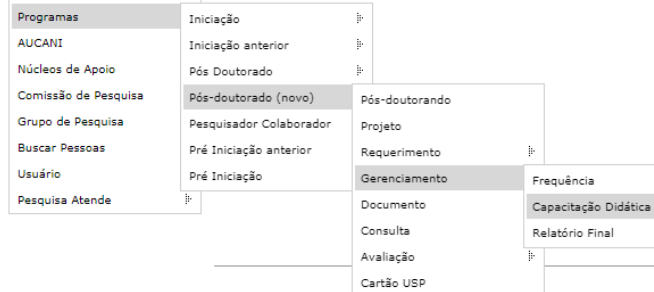 Programas
AUCANI
Núcleos de Apoio
Comissão de Pesquisa
Grupo de Pesquisa
Buscar Pessoas
Usuário
Pesquisa Atende
Iniciação
Iniciação anterior
Pós Doutorado
Pós-doutorado (novo)
Pesquisador Colaborador
Pré Iniciação anterior
Pré Iniciação
Pós-doutorando
Projeto
Requerimento
Gerenciamento
Documento
Consulta
Avaliação
Cartão USP
Frequência
Capacitação Didática
Relatório Final